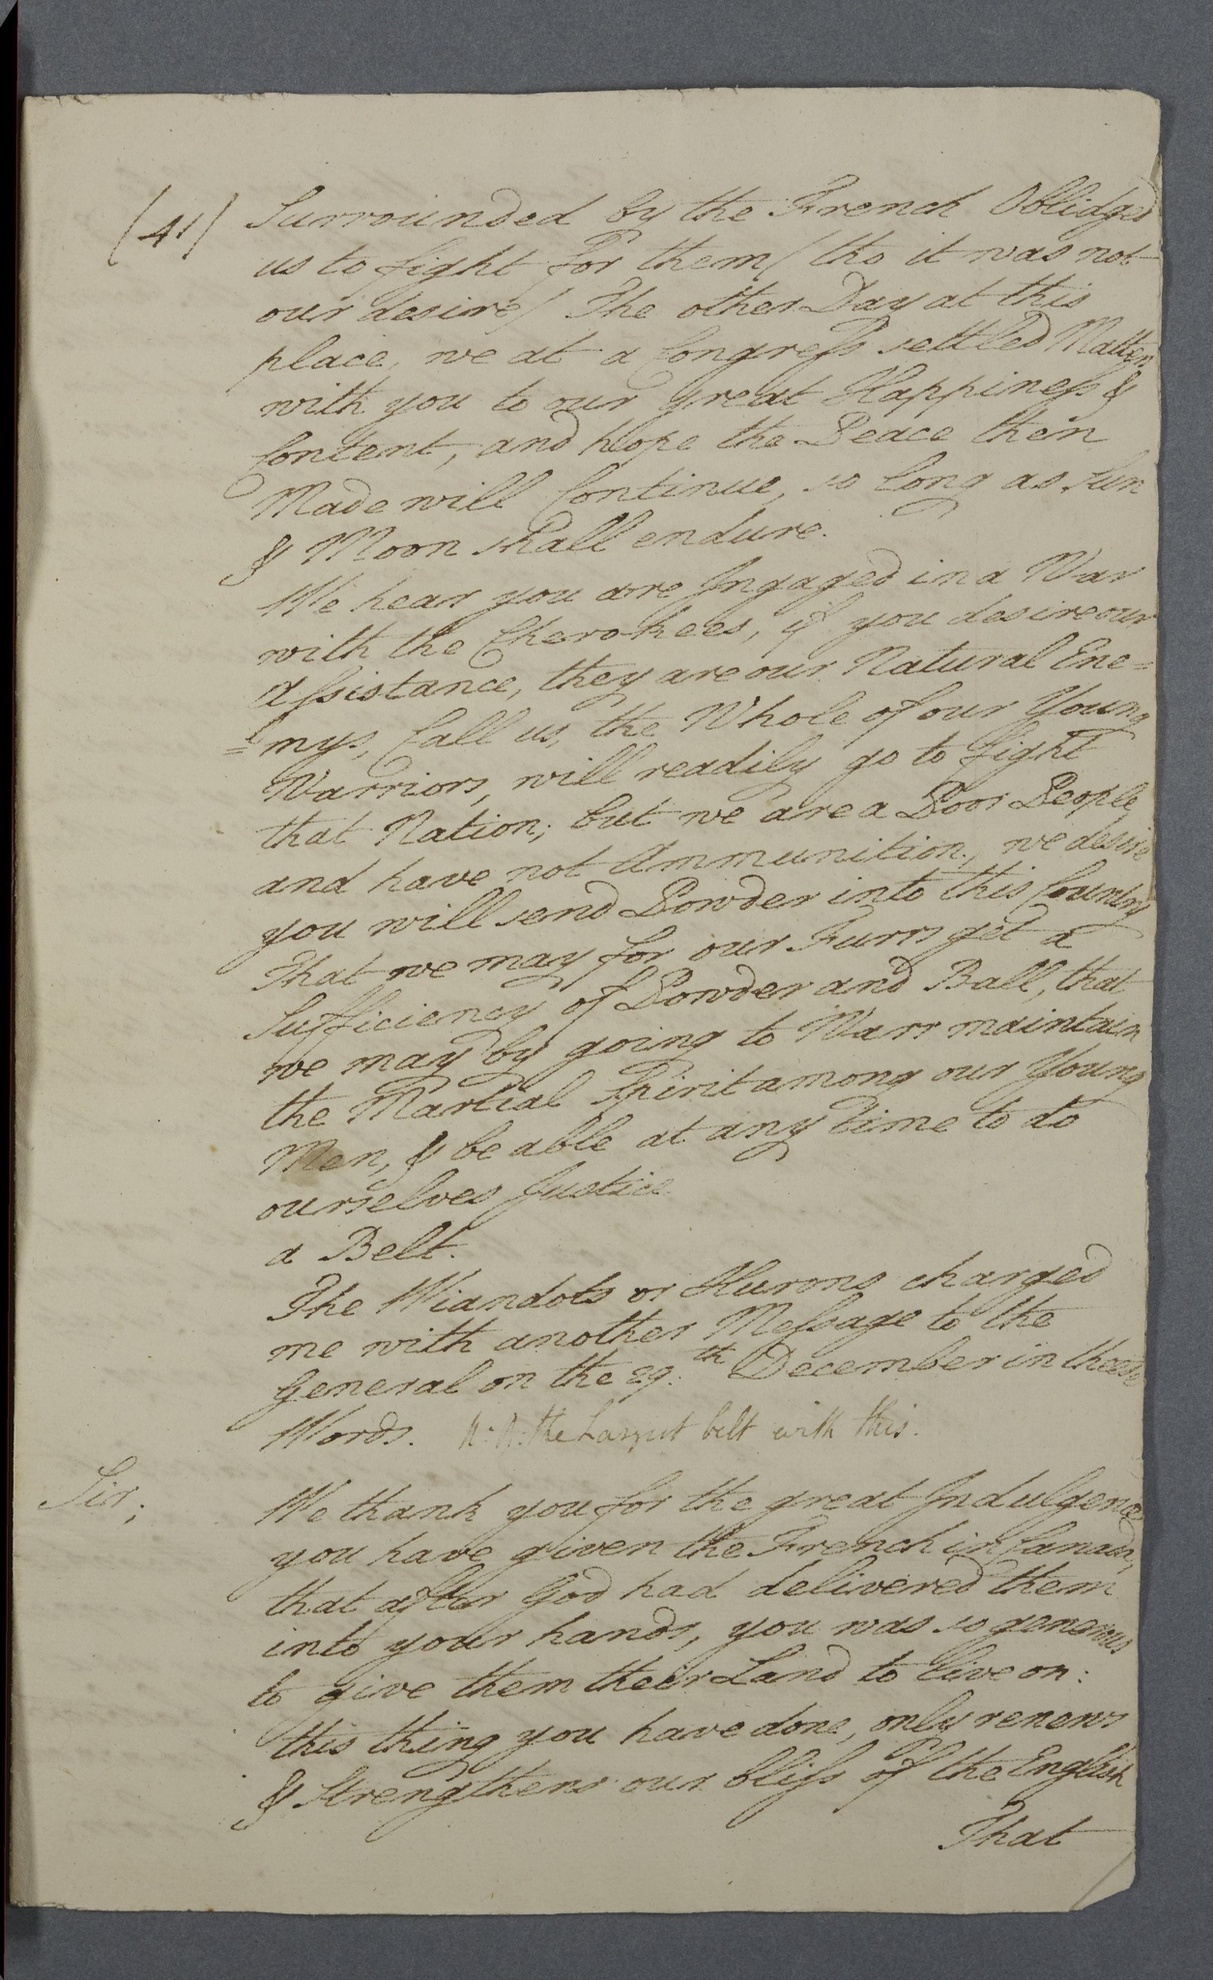 (41) Surrounded by the French Oblidged
us to fight for them (tho it was not
our desire) The other Day at this
place, we at a Congress settled Matters
with you to our great Happiness &
Content, and hope the Peace then
Made will Continue, so long as Sun
& Moon shall endure.
We hear you are Ingaged in a War
with the Cherokees, if you desire our
Assistance, they are our Natural Ene=
=mys, Call us, the Whole of our Young
Warriors, will readily go to fight
that Nation; but we are a Poor People
and have not Ammunition, we desire
you will send Powder into this Country
That we may for our Furrs get a
Sufficiency of Powder and Ball, that
we may by going to Warr maintain
the Martial Spirit among our Young
Men, & be able at any time to do
ourselves Justice
a Belt.
The Wiandots or Hurons charged
me with another Message to the
General on the 29:th December in these
Words. N:B: the Largest belt with this.
Sir, We thank you for the great Indulgence
you have given the French in Canada,
that after God had delivered them
into your hands, you was so generous
to give them their Land to live on:
this thing you have done, only renews
& Strengthens our bliss of the English
That